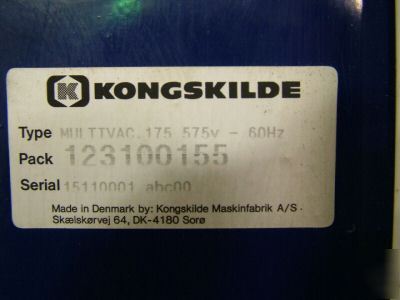 KONGSKILDE
Type MULTIVAC 175 575v - 60Hz
Pack 123100155
Serial 15110001 abc00
Made in Denmark by: Kongskilde Maskinfabrik A/S
Skælskørvej 64, DK-4180 Sorø